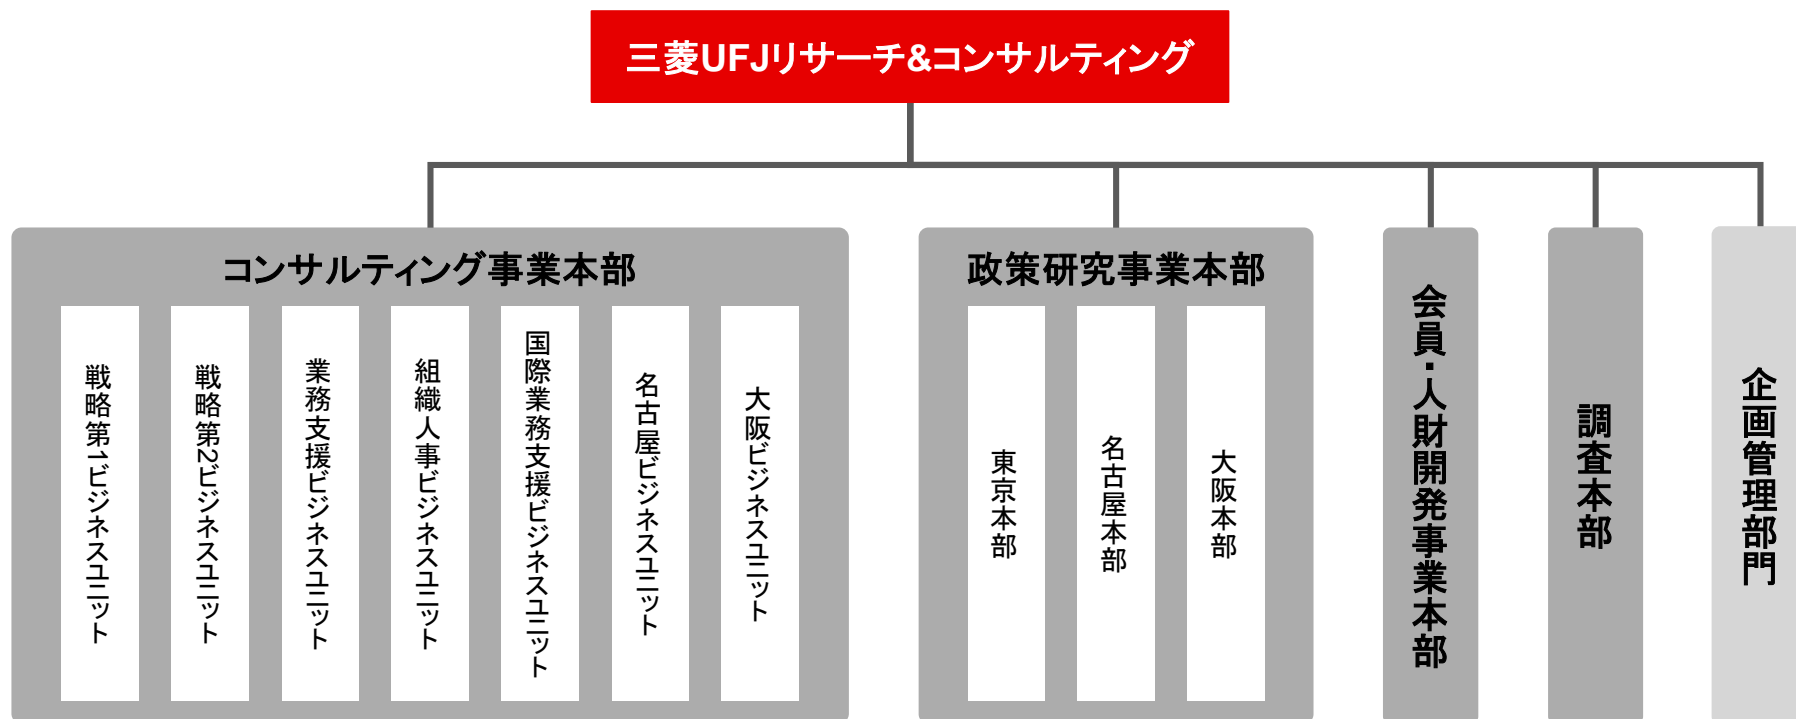 三菱UFJリサーチ&コンサルティング
コンサルティング事業本部
戦略第1ビジネスユニット
戦略第2ビジネスユニット
業務支援ビジネスユニット
組織人事ビジネスユニット
国際業務支援ビジネスユニット
名古屋ビジネスユニット
大阪ビジネスユニット
政策研究事業本部
東京本部
名古屋本部
大阪本部
会員・人財開発事業本部
調査本部
企画管理部門